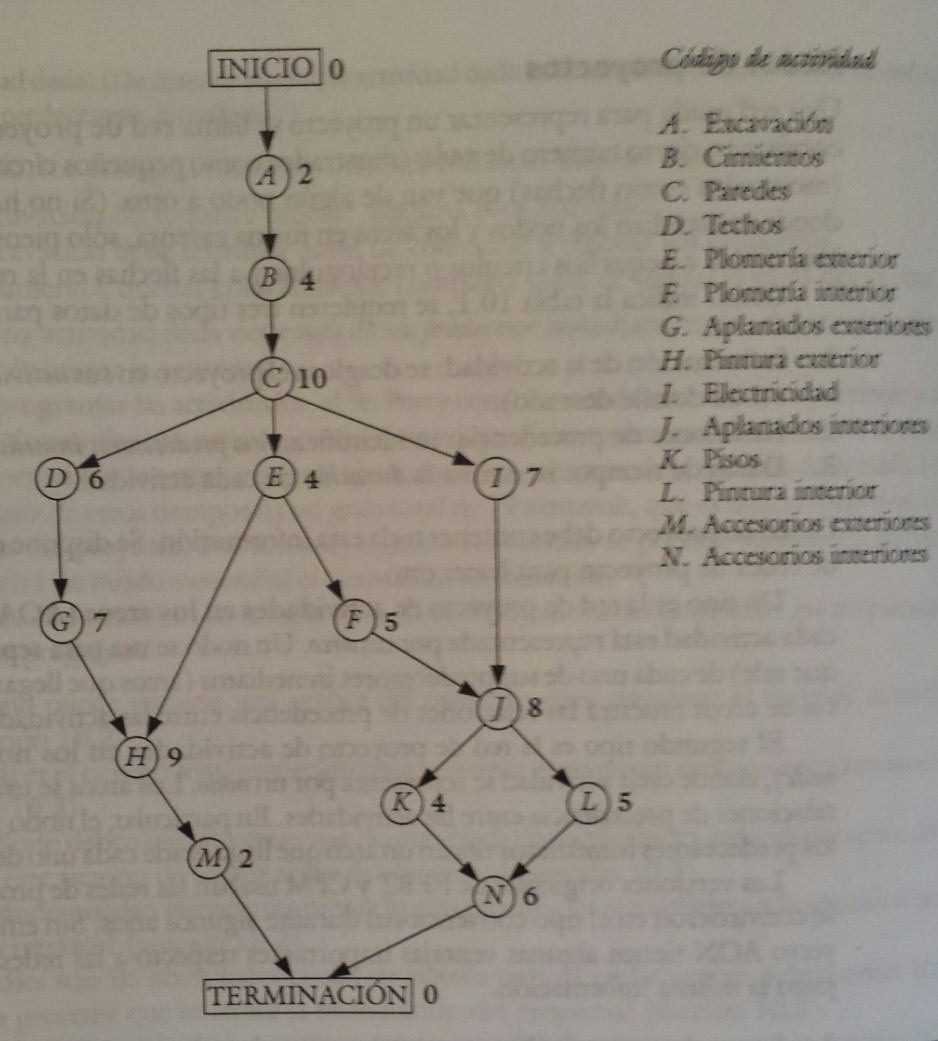 INICIO 0
Código de actividad
A 2
B 4
C 10
D 6
E 4
I 7
G 7
F 5
J 8
H 9
K 4
L 5
M 2
N 6
TERMINACIÓN 0
A. Excavación
B. Cimientos
C. Paredes
D. Techos
E. Plomería exterior
F. Plomería interior
G. Aplanados exteriores
H. Pintura exterior
I. Electricidad
J. Aplanados interiores
K. Pisos
L. Pintura interior
M. Accesorios exteriores
N. Accesorios interiores